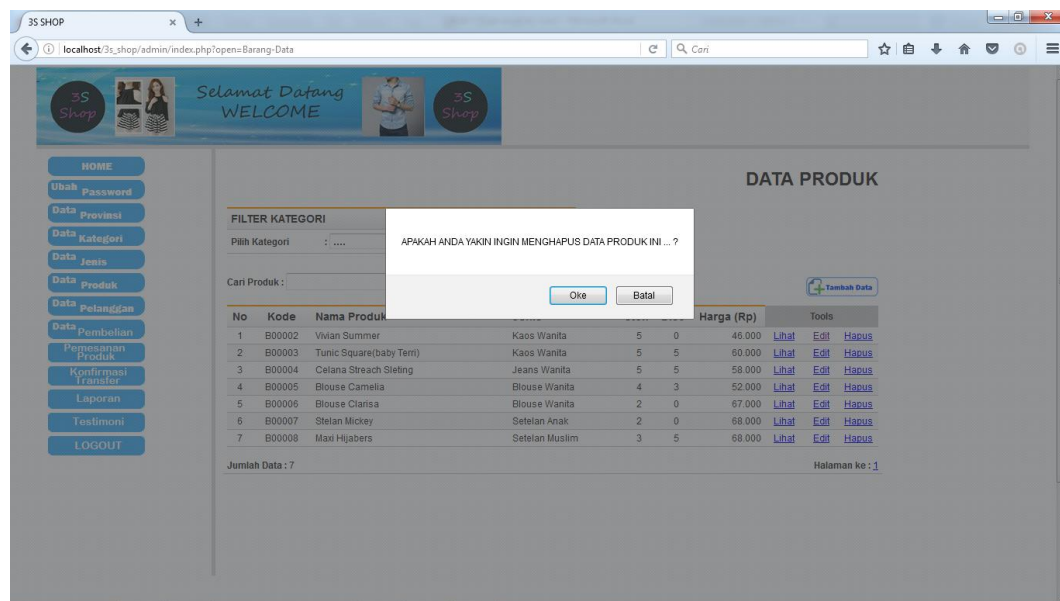 3S SHOP
localhost/3s_shop/admin/index.php?open=Barang-Data
Cari
3S
Shop
Selamat Datang
WELCOME
3S
Shop
HOME
Ubah Password
Data Provinsi
Data Kategori
Data Jenis
Data Produk
Data Pelanggan
Data Pembelian
Pemesanan
Produk
Konfirmasi
Transfer
Laporan
Testimoni
LOGOUT
DATA PRODUK
FILTER KATEGORI
Pilih Kategori : ....
APAKAH ANDA YAKIN INGIN MENGHAPUS DATA PRODUK INI ... ?
Oke Batal
Cari Produk :
Tambah Data
No Kode Nama Produk Harga (Rp) Tools
1 B00002 Vivian Summer Kaos Wanita 5 0 46.000 Lihat Edit Hapus
2 B00003 Tunic Square(baby Terri) Kaos Wanita 5 5 60.000 Lihat Edit Hapus
3 B00004 Celana Streach Sleting Jeans Wanita 5 5 58.000 Lihat Edit Hapus
4 B00005 Blouse Camelia Blouse Wanita 4 3 52.000 Lihat Edit Hapus
5 B00006 Blouse Clarisa Blouse Wanita 2 0 67.000 Lihat Edit Hapus
6 B00007 Stelan Mickey Setelan Anak 2 0 68.000 Lihat Edit Hapus
7 B00008 Maxi Hijabers Setelan Muslim 3 5 68.000 Lihat Edit Hapus
Jumlah Data : 7 Halaman ke : 1